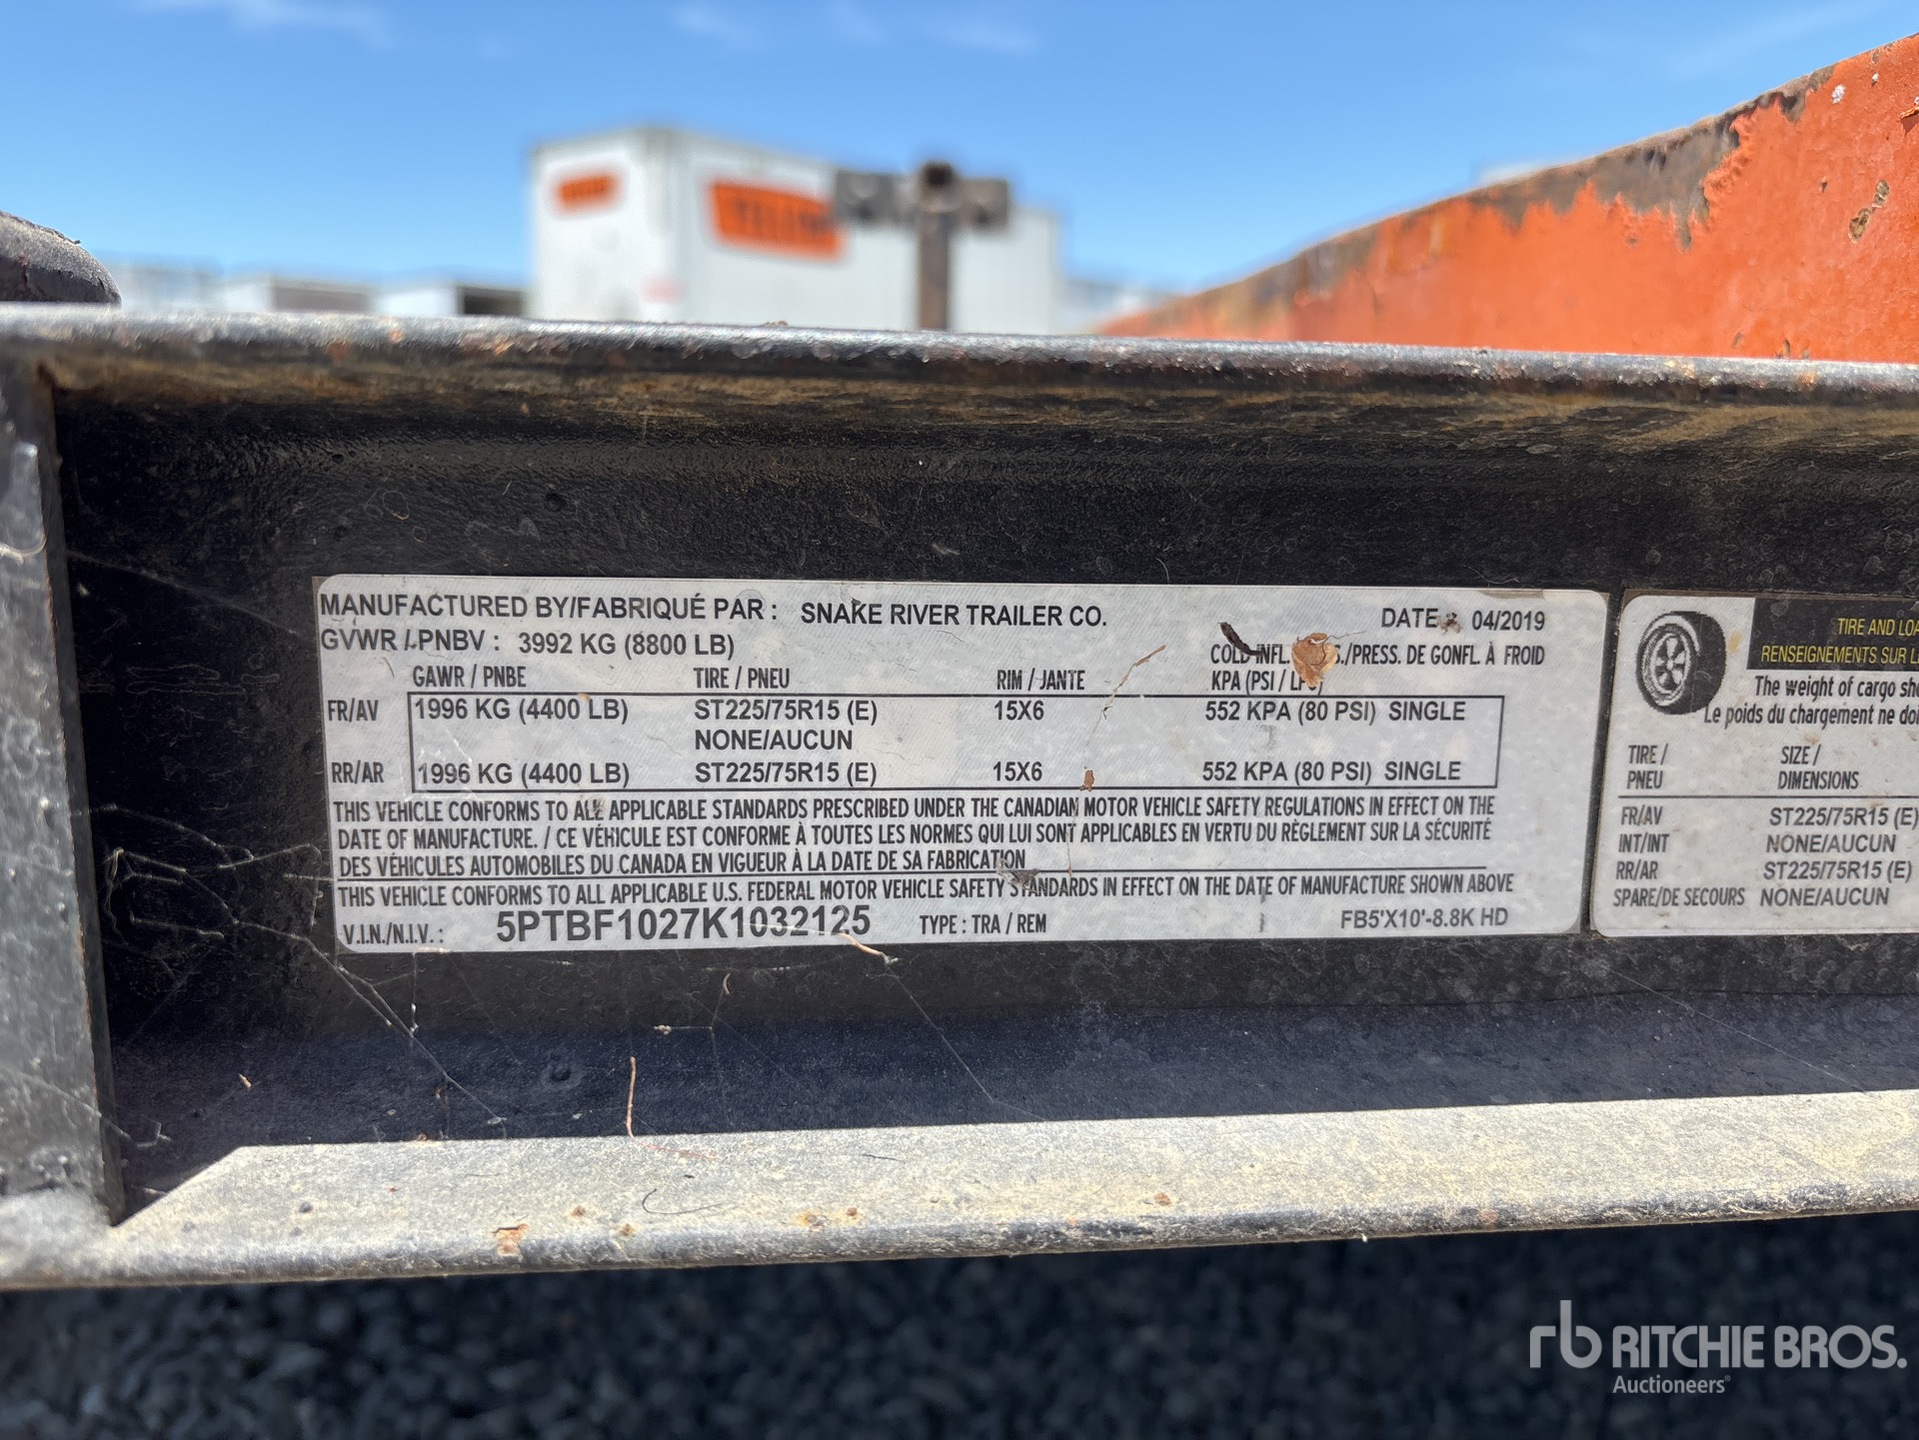 MANUFACTURED BY/FABRIQUÉ PAR : SNAKE RIVER TRAILER CO. DATE 04/2019
GVWR / PNBV : 3992 KG (8800 LB)
COLD INFL. /PRESS. DE GONFL. À FROID
GAWR / PNBE TIRE / PNEU RIM / JANTE KPA (PSI / LPC)
FR/AV 1996 KG (4400 LB) ST225/75R15 (E) 15X6 552 KPA (80 PSI) SINGLE
NONE/AUCUN
RR/AR 1996 KG (4400 LB) ST225/75R15 (E) 15X6 552 KPA (80 PSI) SINGLE
THIS VEHICLE CONFORMS TO ALL APPLICABLE STANDARDS PRESCRIBED UNDER THE CANADIAN MOTOR VEHICLE SAFETY REGULATIONS IN EFFECT ON THE
DATE OF MANUFACTURE. / CE VÉHICULE EST CONFORME À TOUTES LES NORMES QUI LUI SONT APPLICABLES EN VERTU DU RÈGLEMENT SUR LA SÉCURITÉ
DES VÉHICULES AUTOMOBILES DU CANADA EN VIGUEUR À LA DATE DE SA FABRICATION
THIS VEHICLE CONFORMS TO ALL APPLICABLE U.S. FEDERAL MOTOR VEHICLE SAFETY STANDARDS IN EFFECT ON THE DATE OF MANUFACTURE SHOWN ABOVE
V.I.N./N.I.V. : 5PTBF1027K1032125 TYPE : TRA / REM FB5'X10'-8.8K HD
TIRE AND LOA
RENSEIGNEMENTS SUR L
The weight of cargo sho
Le poids du chargement ne doi
TIRE / SIZE /
PNEU DIMENSIONS
FR/AV ST225/75R15 (E)
INT/INT NONE/AUCUN
RR/AR ST225/75R15 (E)
SPARE/DE SECOURS NONE/AUCUN
rb RITCHIE BROS.
Auctioneers